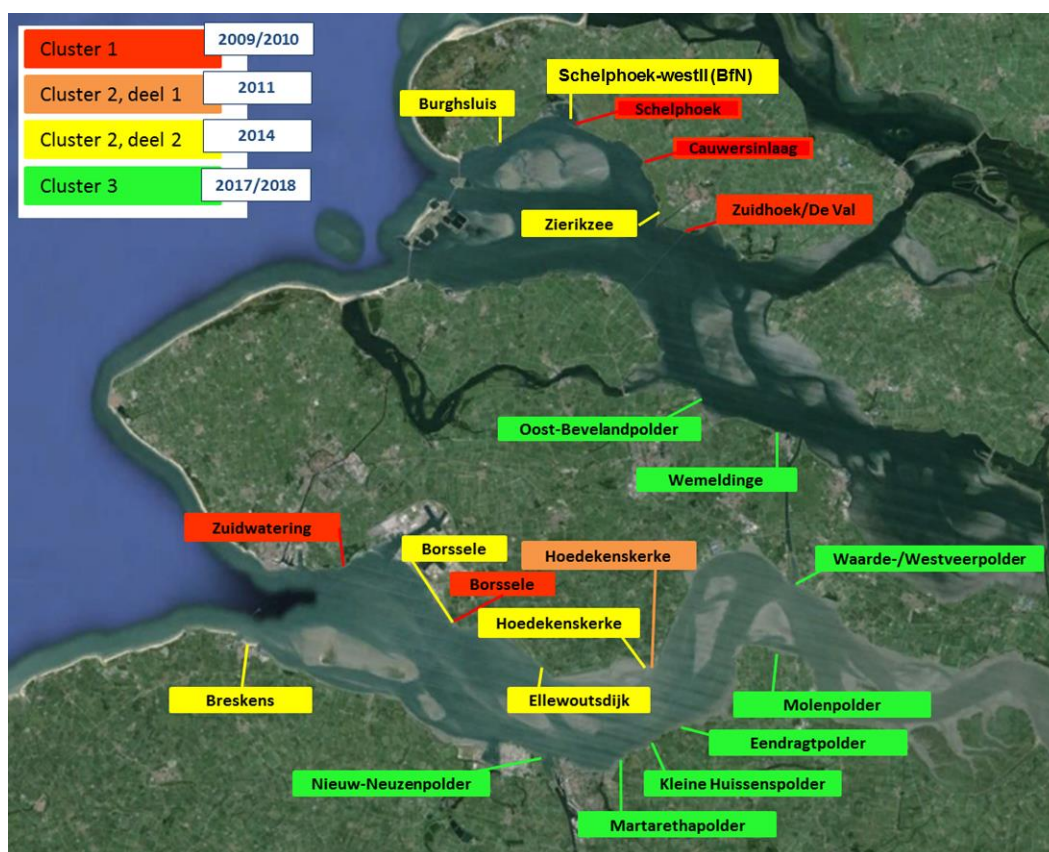 Cluster 1
2009/2010
Cluster 2, deel 1
2011
Cluster 2, deel 2
2014
Cluster 3
2017/2018
Schelphoek-westII(BfN)
Burghsluis
Schelphoek
Cauwersinlaag
Zuidhoek/De Val
Zierikzee
Oost-Bevelandpolder
Wemeldinge
Zuidwatering
Borssele
Hoedekenskerke
Waarde-/Westveerpolder
Borssele
Hoedekenskerke
Breskens
Ellewoutsdijk
Molenpolder
Eendragtpolder
Nieuw-Neuzenpolder
Kleine Huissenspolder
Martarethapolder